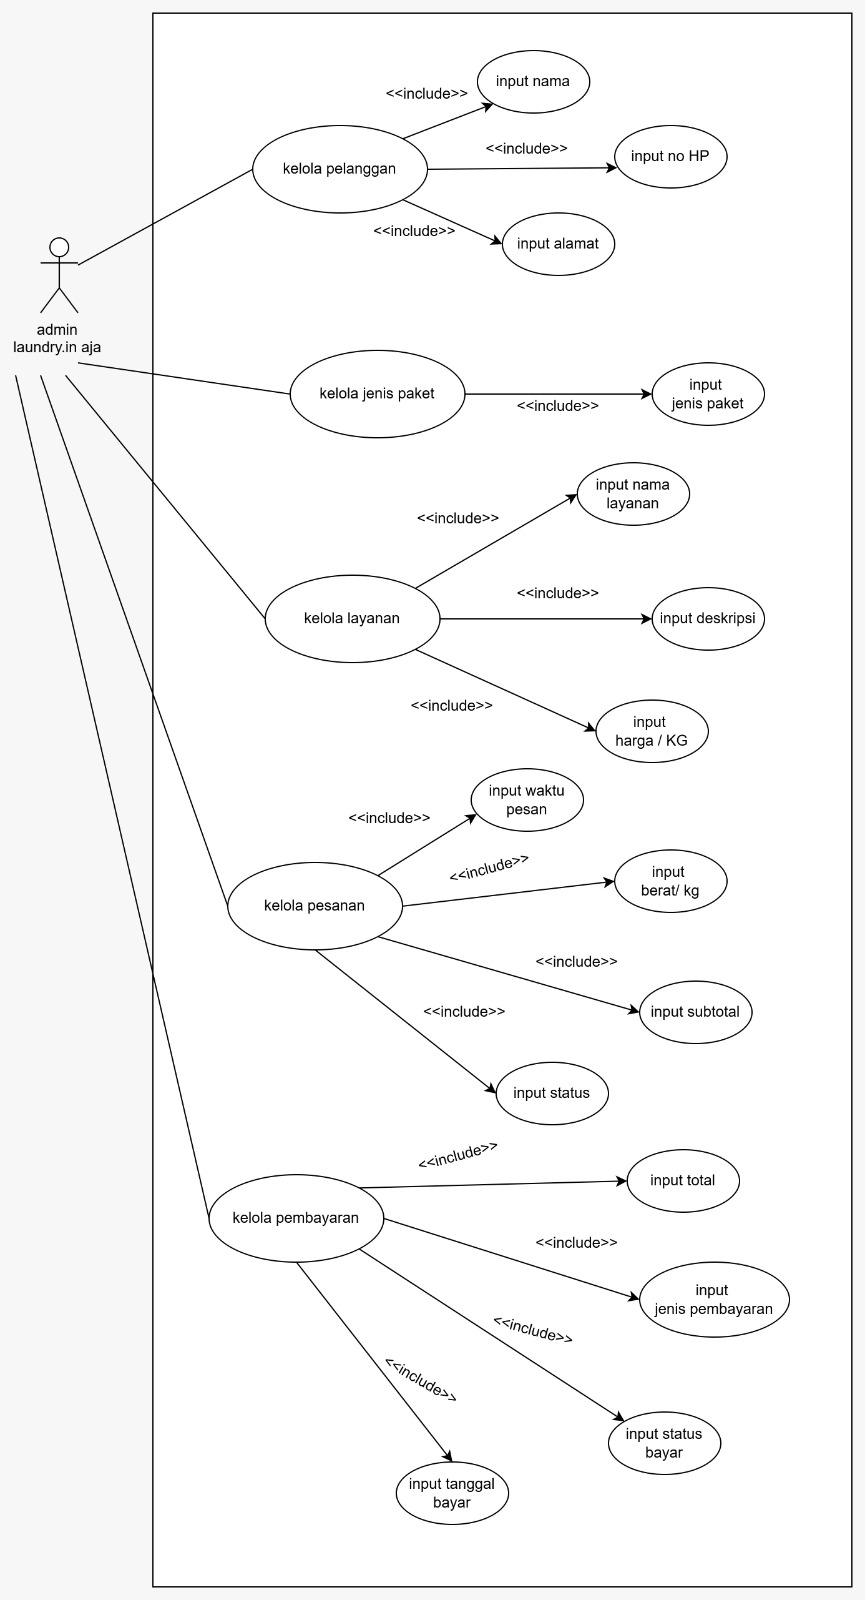 <<include>>
input nama
kelola pelanggan
<<include>>
input no HP
<<include>>
input alamat
admin
laundry.in aja
kelola jenis paket
<<include>>
input
jenis paket
<<include>>
input nama
layanan
kelola layanan
<<include>>
input deskripsi
<<include>>
input
harga / KG
<<include>>
input waktu
pesan
<<include>>
input
berat/ kg
kelola pesanan
<<include>>
input subtotal
<<include>>
input status
<<include>>
input total
kelola pembayaran
<<include>>
input
jenis pembayaran
<<include>>
input status
bayar
<<include>>
input tanggal
bayar